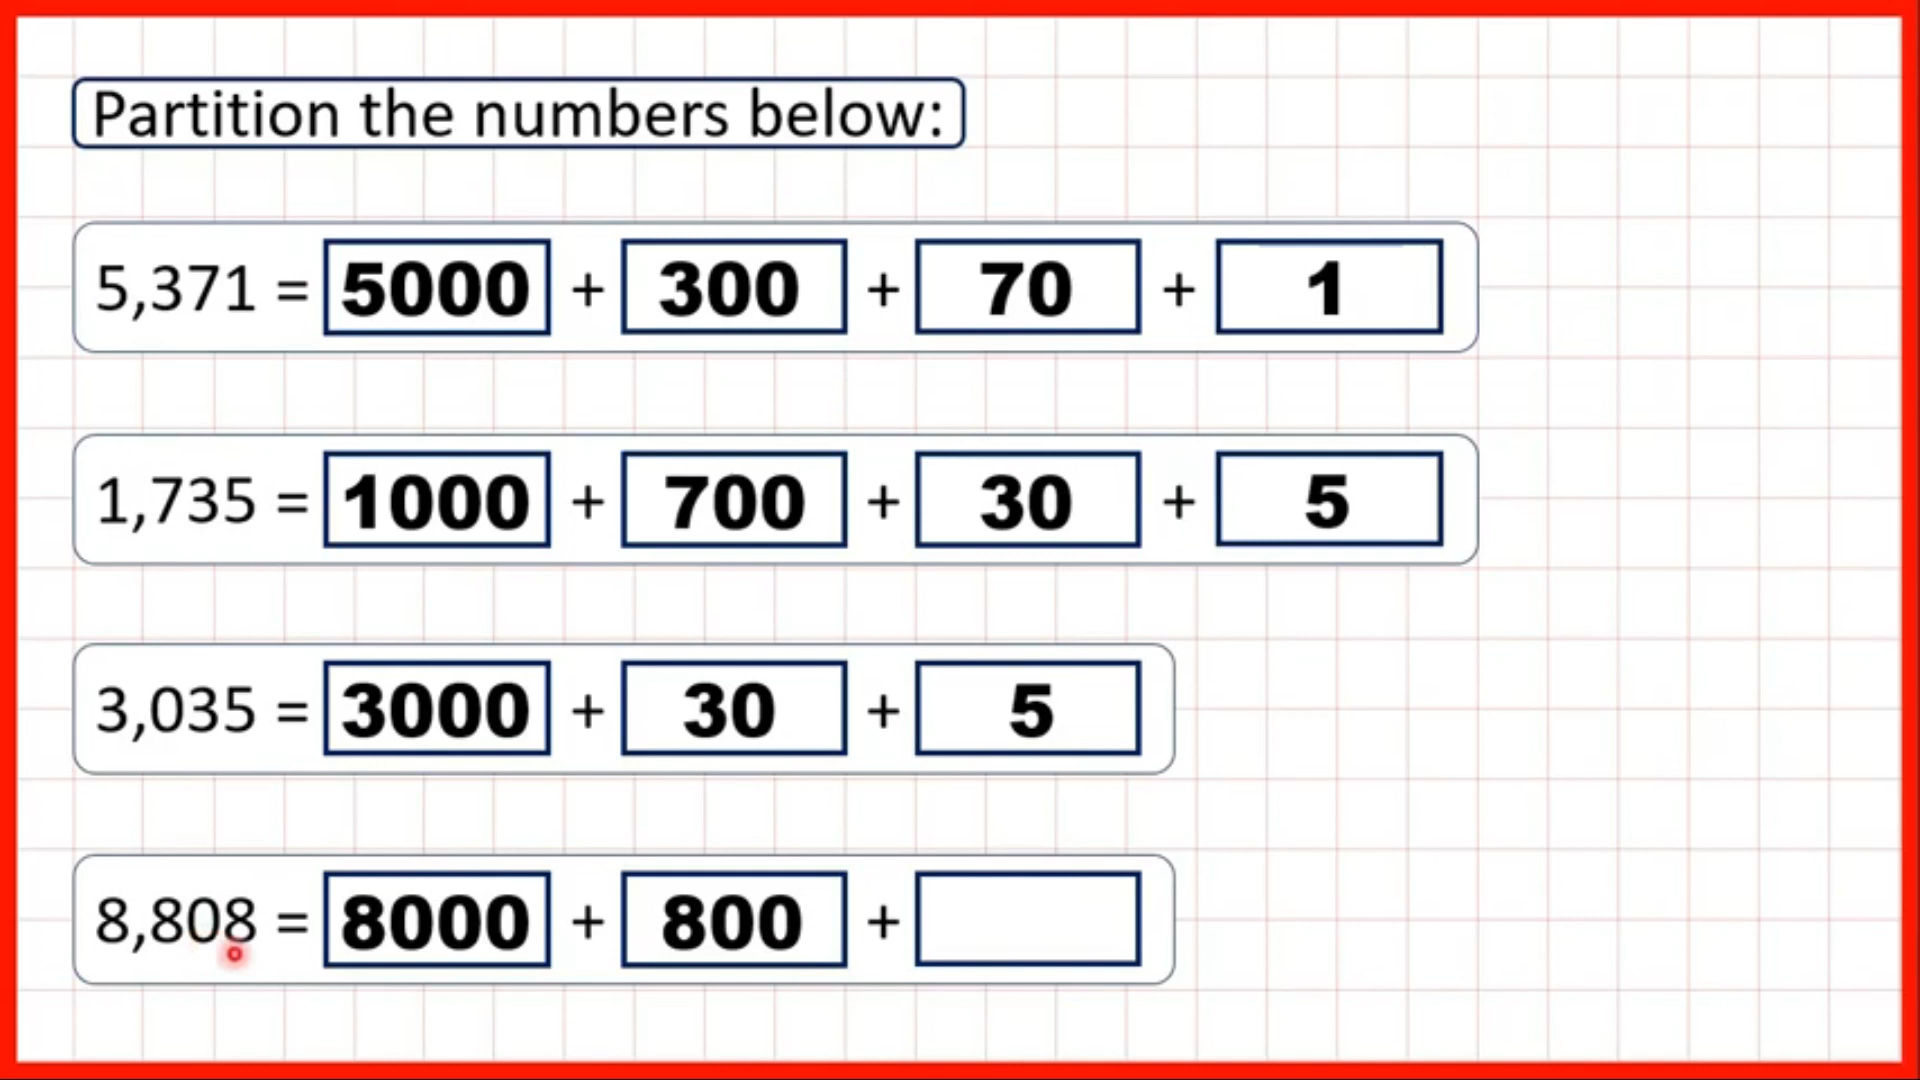 Partition the numbers below:
5,371 = 5000 + 300 + 70 + 1
1,735 = 1000 + 700 + 30 + 5
3,035 = 3000 + 30 + 5
8,808 = 8000 + 800 +